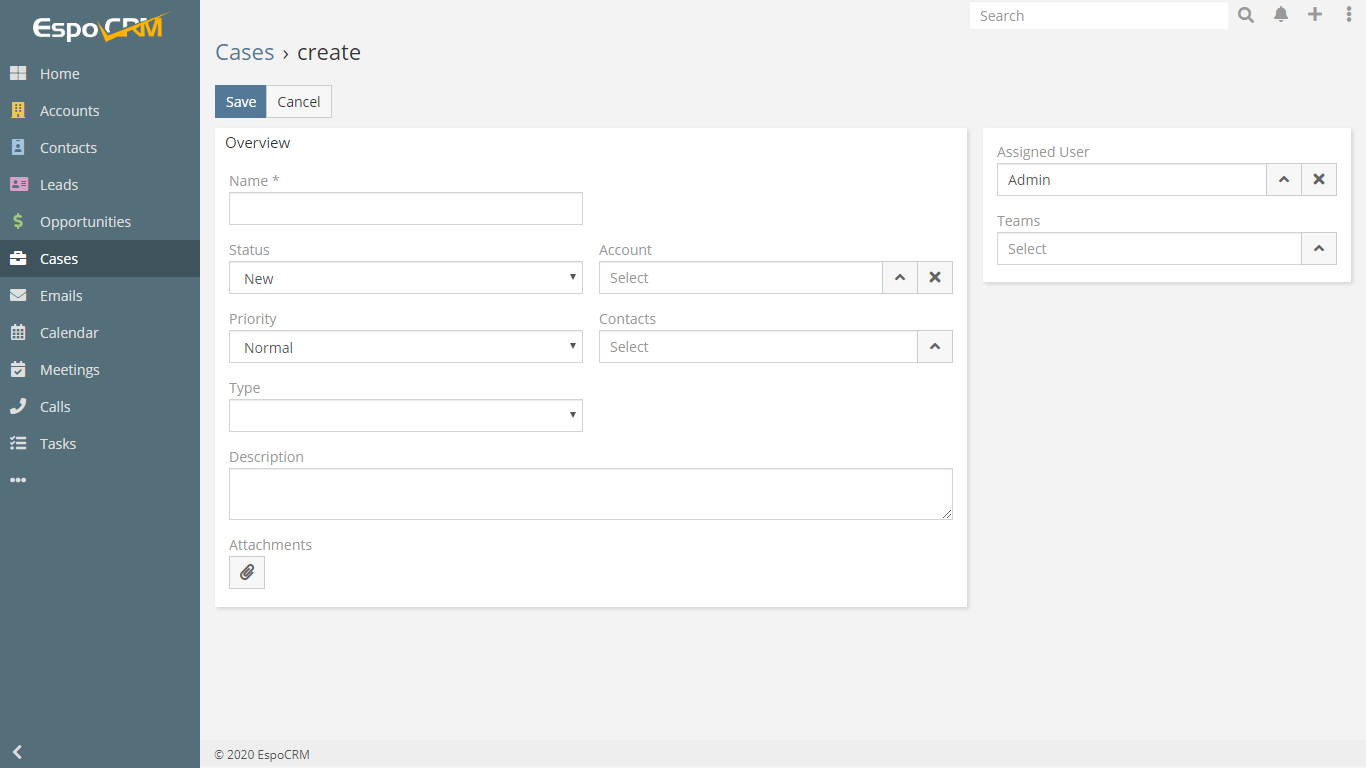 EspoCRM
Search
Home
Accounts
Contacts
Leads
Opportunities
Cases
Emails
Calendar
Meetings
Calls
Tasks
Cases › create
Save Cancel
Overview
Name *
Status
New
Account
Select
Priority
Normal
Contacts
Select
Type
Description
Attachments
Assigned User
Admin
Teams
Select
© 2020 EspoCRM